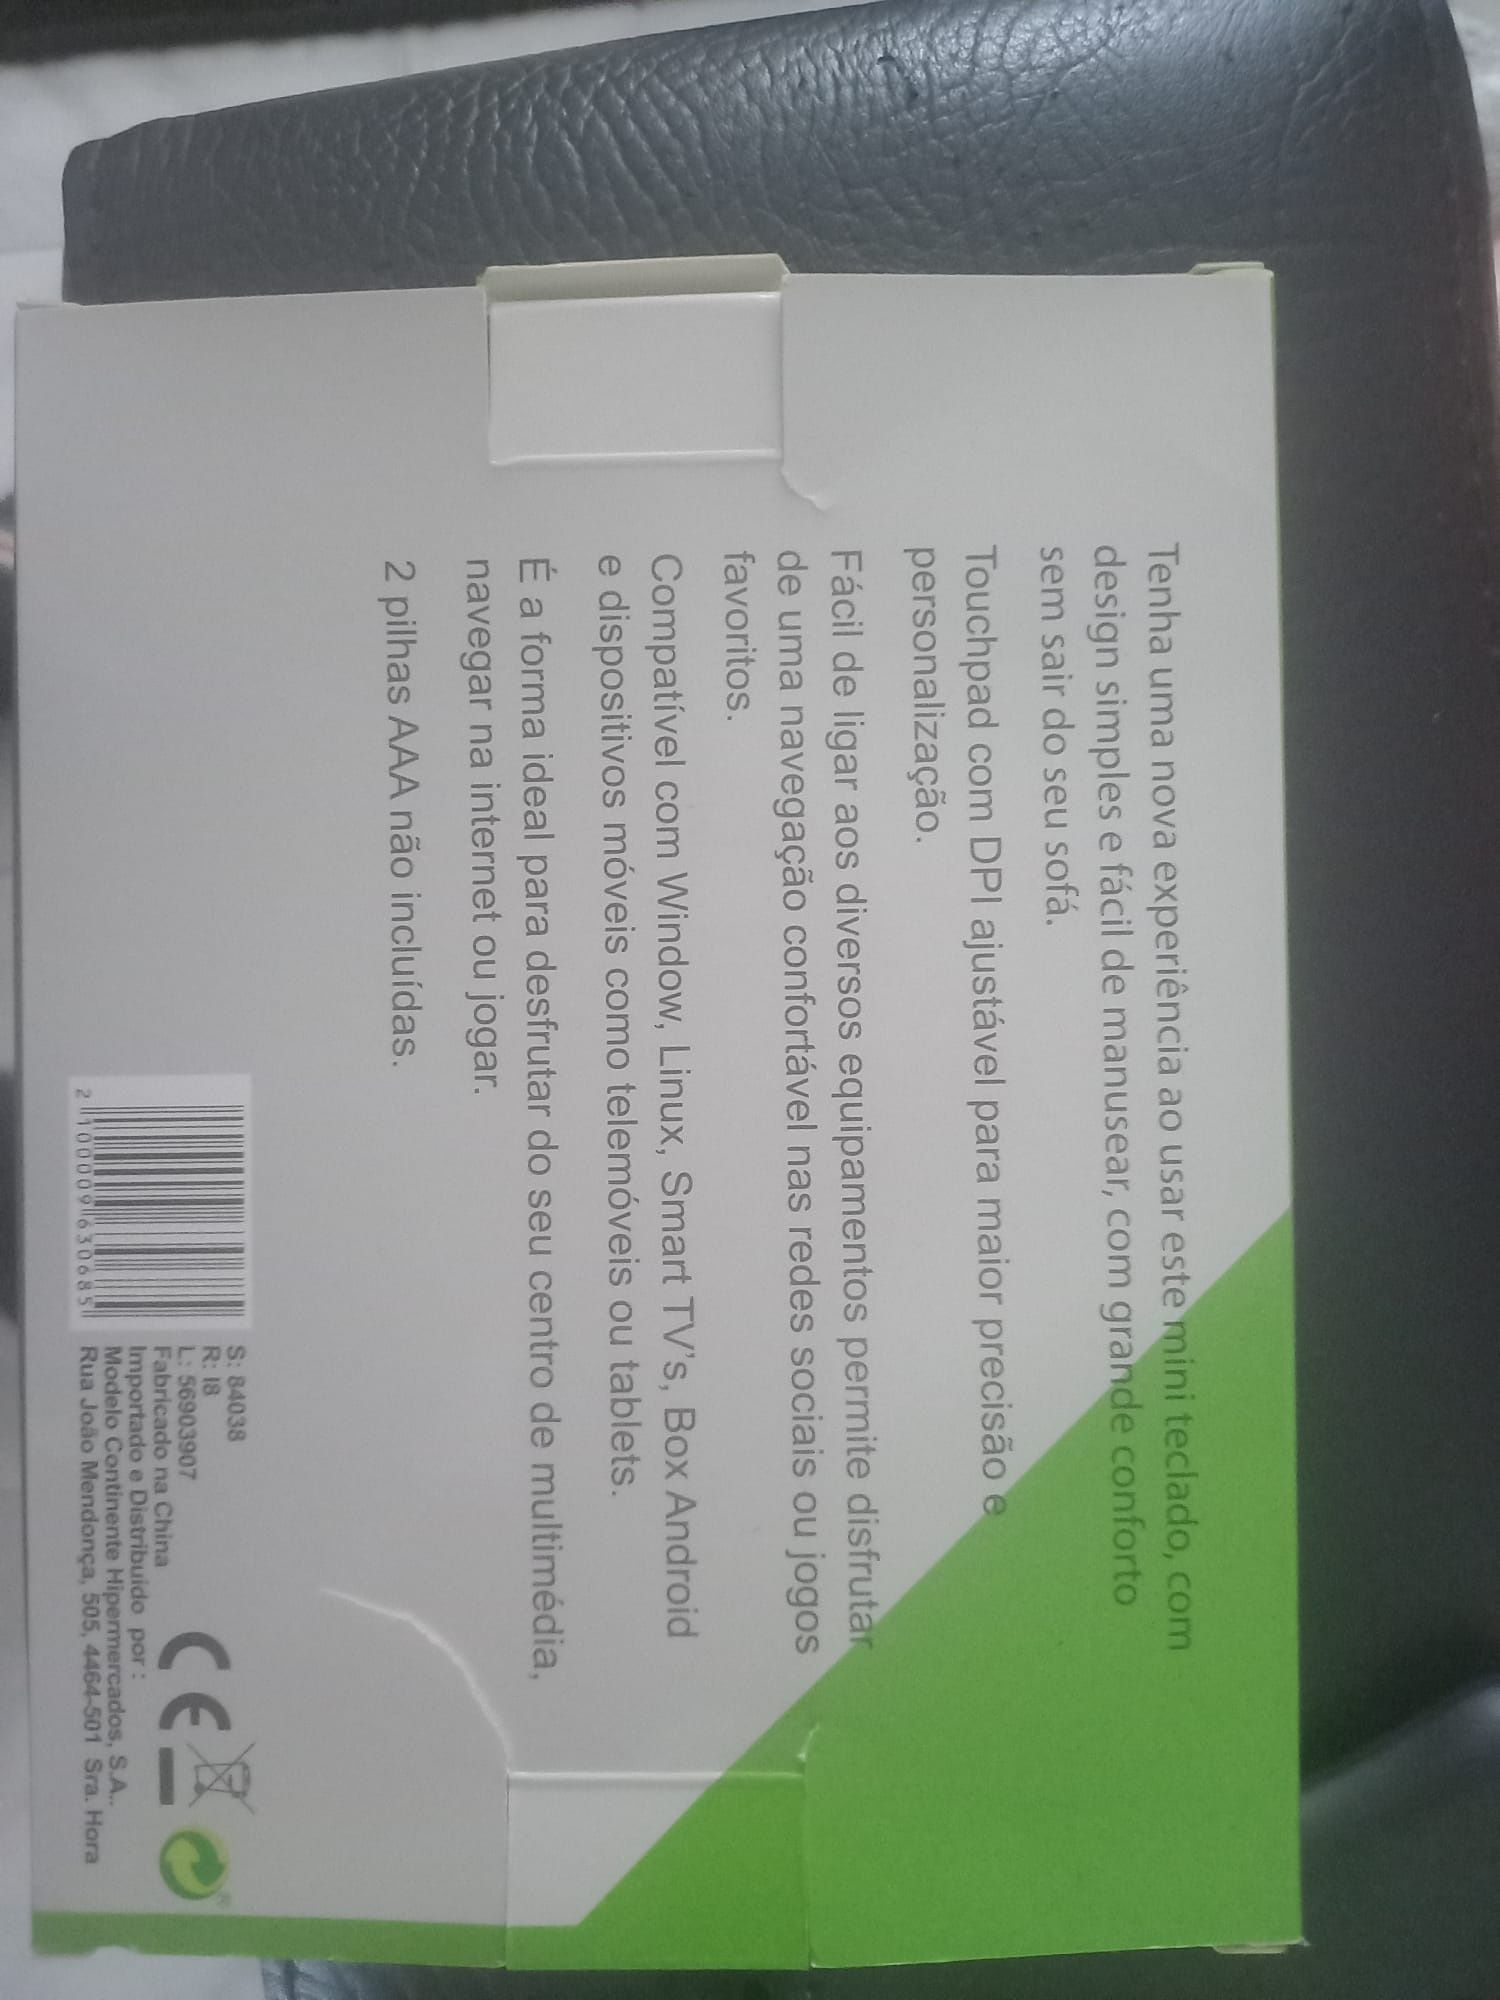 Tenha uma nova experiência ao usar este mini teclado, com
design simples e fácil de manusear, com grande conforto
sem sair do seu sofá.
Touchpad com DPI ajustável para maior precisão e
personalização.
Fácil de ligar aos diversos equipamentos permite disfrutar
de uma navegação confortável nas redes sociais ou jogos
favoritos.
Compatível com Window, Linux, Smart TV's, Box Android
e dispositivos móveis como telemóveis ou tablets.
É a forma ideal para desfrutar do seu centro de multimédia,
navegar na internet ou jogar.
2 pilhas AAA não incluídas.
2 100009 630685
S: 84038
R: I8
L: 56903907
Fabricado na China
Importado e Distribuido por :
Modelo Continente Hipermercados, S.A..
Rua João Mendonça, 505, 4464-501 Sra. Hora
CE
®